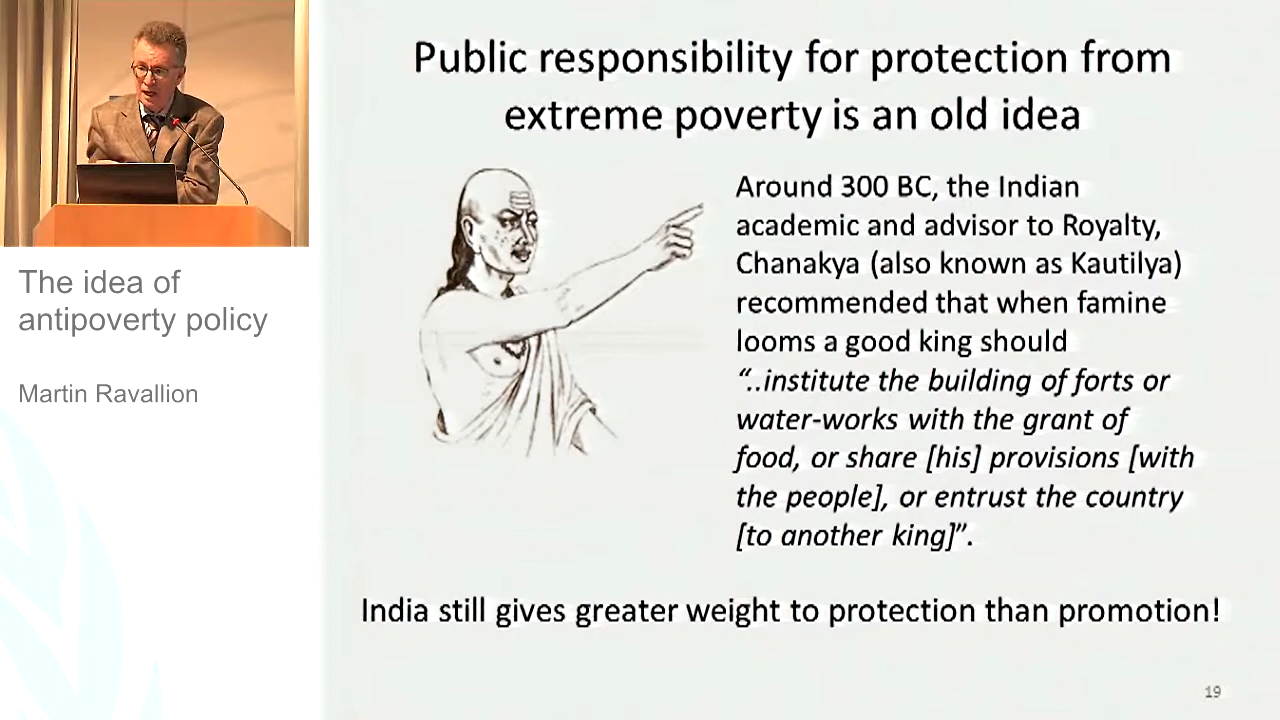 The idea of
antipoverty policy
Martin Ravallion
Public responsibility for protection from
extreme poverty is an old idea
Around 300 BC, the Indian
academic and advisor to Royalty,
Chanakya (also known as Kautilya)
recommended that when famine
looms a good king should
“..institute the building of forts or
water-works with the grant of
food, or share [his] provisions [with
the people], or entrust the country
[to another king]”.
India still gives greater weight to protection than promotion!
19